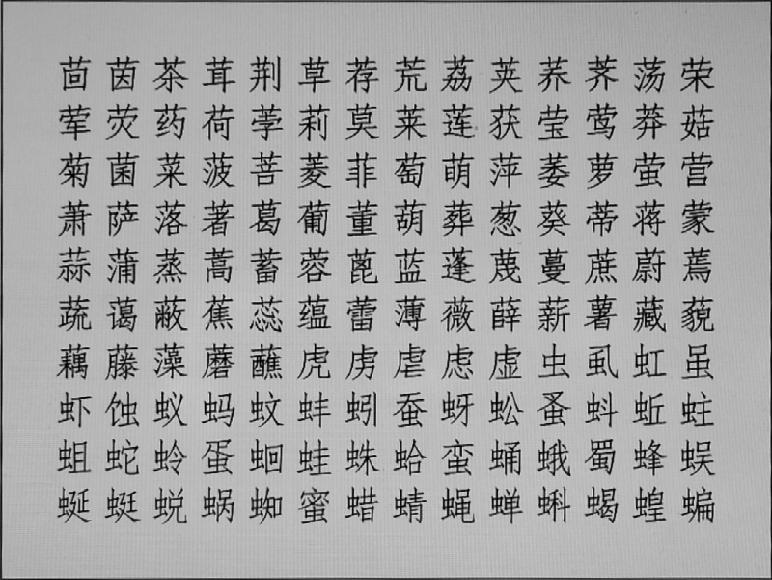 茴茵茶茸荆草荐荒荔荚荞荠荡荣
荤荧药荷荸莉莫莱莲获莹莺莽菇
菊菌菜菠菩菱菲萄萌萍萎萝萤营
萧萨落著葛葡董葫葬葱葵蒂蒋蒙
蒜蒲蒸蒿蓄蓉蓖蓝蓬蔑蔓蔗蔚蔫
蔬蔼蔽蕉蕊蕴蕾薄薇薛薪薯藏藐
藕藤藻蘑蘸虎虏虐虑虚虫虱虹虽
虾蚀蚁蚂蚊蚌蚓蚕蚜蚣蚤蚪蚯蛀
蛆蛇蛉蛋蛔蛙蛛蛤蛮蛹蛾蜀蜂蜈
蜒蜓蜕蜗蜘蜜蜡蜻蝇蝉蝌蝎蝗蝙